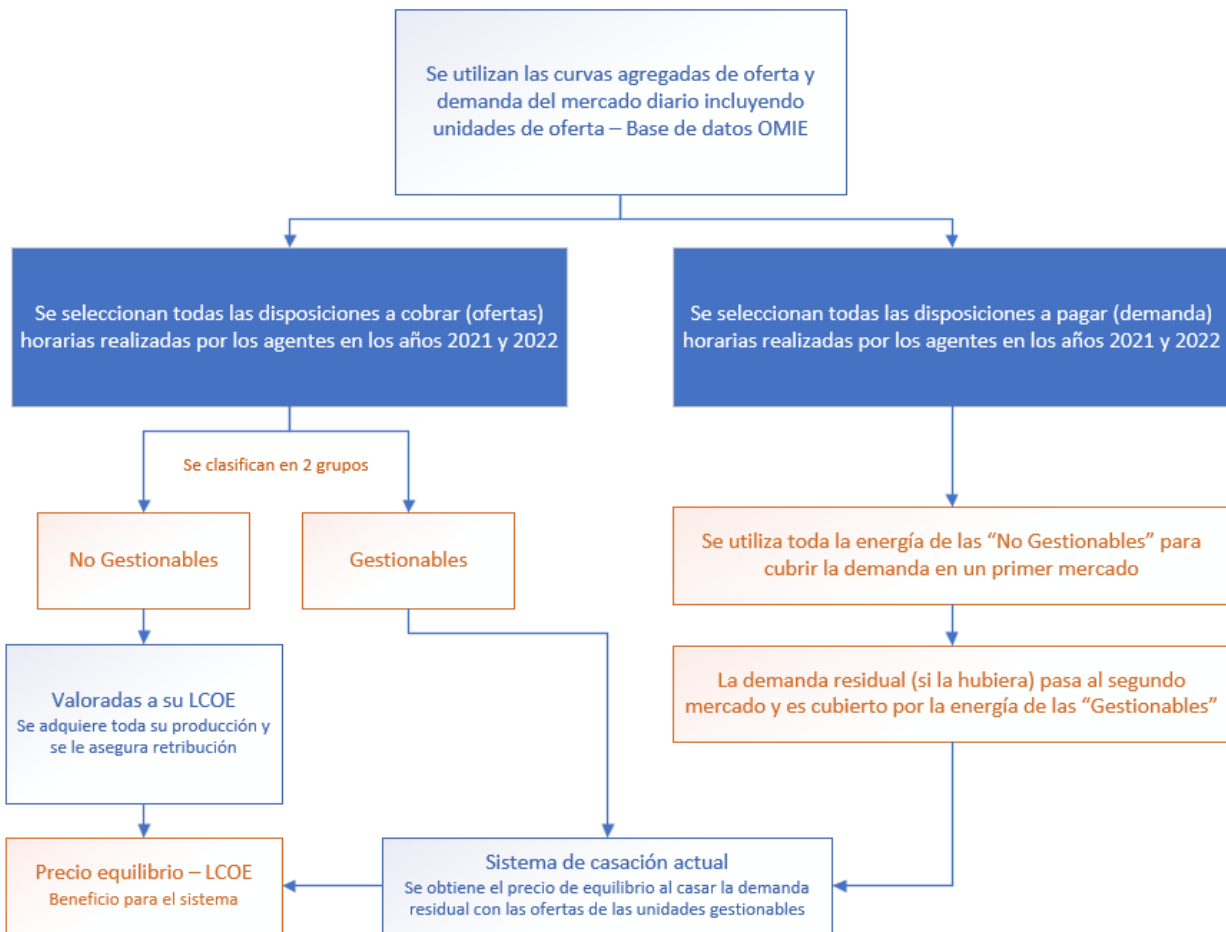 Se utilizan las curvas agregadas de oferta y
demanda del mercado diario incluyendo
unidades de oferta – Base de datos OMIE
Se seleccionan todas las disposiciones a cobrar (ofertas)
horarias realizadas por los agentes en los años 2021 y 2022
Se seleccionan todas las disposiciones a pagar (demanda)
horarias realizadas por los agentes en los años 2021 y 2022
Se clasifican en 2 grupos
No Gestionables
Gestionables
Se utiliza toda la energía de las “No Gestionables” para
cubrir la demanda en un primer mercado
Valoradas a su LCOE
Se adquiere toda su producción y
se le asegura retribución
La demanda residual (si la hubiera) pasa al segundo
mercado y es cubierto por la energía de las “Gestionables”
Precio equilibrio – LCOE
Beneficio para el sistema
Sistema de casación actual
Se obtiene el precio de equilibrio al casar la demanda
residual con las ofertas de las unidades gestionables